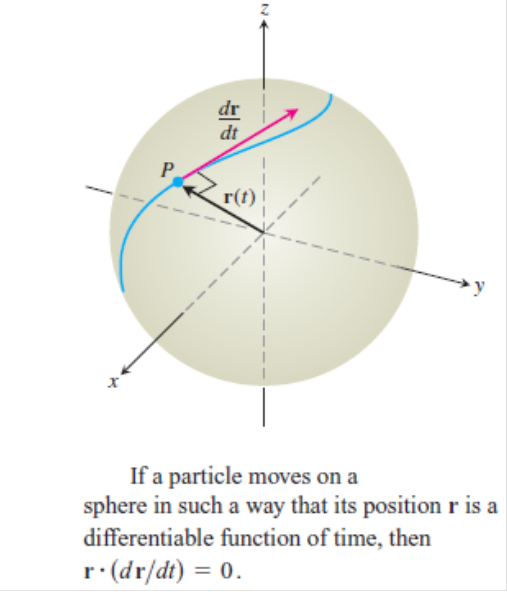 z
dr
dt
P
r(t)
y
x
If a particle moves on a
sphere in such a way that its position r is a
differentiable function of time, then
r · (dr/dt) = 0.